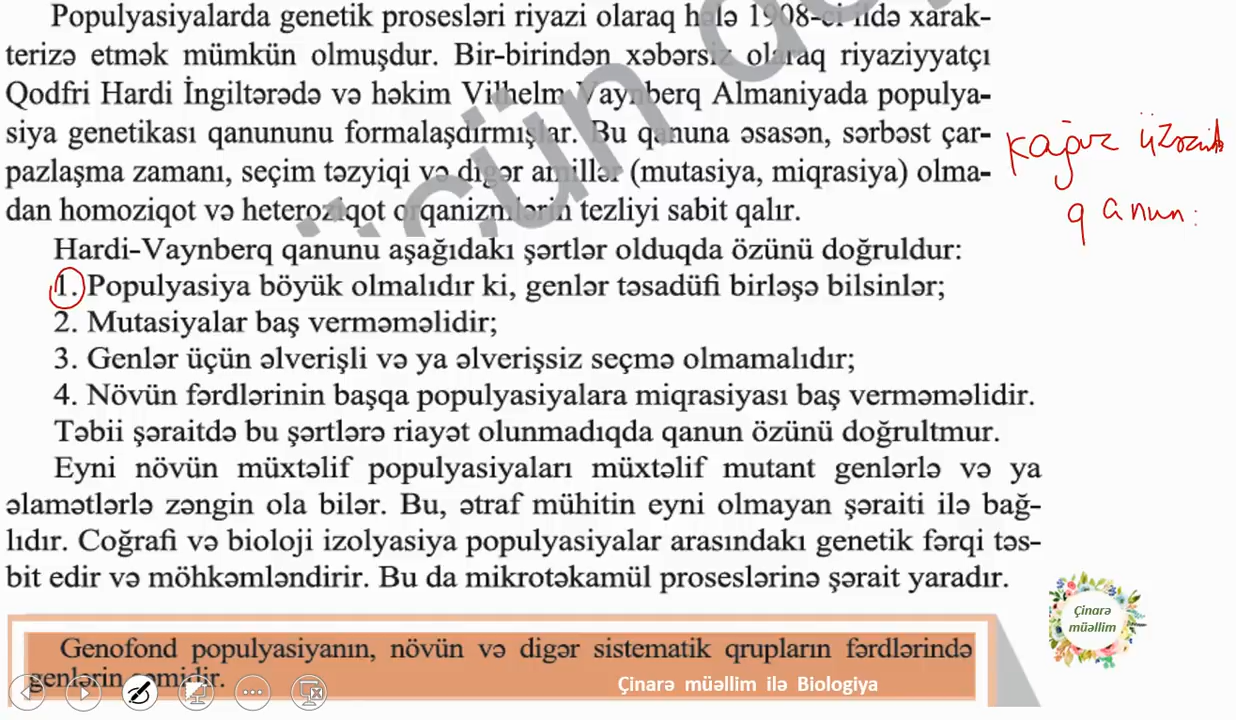 Populyasiyalarda genetik prosesləri riyazi olaraq hələ 1908-ci ildə xarak-
terizə etmək mümkün olmuşdur. Bir-birindən xəbərsiz olaraq riyaziyyatçı
Qodfri Hardi İngiltərədə və həkim Vilhelm Vaynberq Almaniyada populya-
siya genetikası qanununu formalaşdırmışlar. Bu qanuna əsasən, sərbəst çar-
pazlaşma zamanı, seçim təzyiqi və digər amillər (mutasiya, miqrasiya) olma-
dan homoziqot və heteroziqot orqanizmlərin tezliyi sabit qalır.
Kağız üzərində
qanun:
Hardi-Vaynberq qanunu aşağıdakı şərtlər olduqda özünü doğruldur:
1. Populyasiya böyük olmalıdır ki, genlər təsadüfi birləşə bilsinlər;
2. Mutasiyalar baş verməməlidir;
3. Genlər üçün əlverişli və ya əlverişsiz seçmə olmamalıdır;
4. Növün fərdlərinin başqa populyasiyalara miqrasiyası baş verməməlidir.
Təbii şəraitdə bu şərtlərə riayət olunmadıqda qanun özünü doğrultmur.
Eyni növün müxtəlif populyasiyaları müxtəlif mutant genlərlə və ya
əlamətlərlə zəngin ola bilər. Bu, ətraf mühitin eyni olmayan şəraiti ilə bağ-
lıdır. Coğrafi və bioloji izolyasiya populyasiyalar arasındakı genetik fərqi təs-
bit edir və möhkəmləndirir. Bu da mikrotəkamül proseslərinə şərait yaradır.
Çinarə
müəllim
Genofond populyasiyanın, növün və digər sistematik qrupların fərdlərində
genlərin cəmidir.
Çinarə müəllim ilə Biologiya
üçün